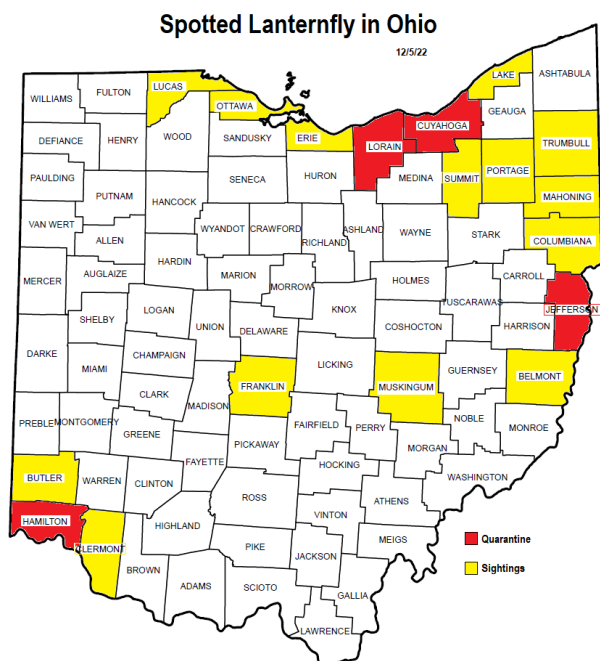 Spotted Lanternfly in Ohio
12/5/22
WILLIAMS
FULTON
LUCAS
OTTAWA
LAKE
ASHTABULA
GEAUGA
DEFIANCE
HENRY
WOOD
SANDUSKY
ERIE
LORAIN
CUYAHOGA
TRUMBULL
PAULDING
PUTNAM
HANCOCK
SENECA
HURON
MEDINA
SUMMIT
PORTAGE
MAHONING
VAN WERT
ALLEN
WYANDOT
CRAWFORD
RICHLAND
ASHLAND
WAYNE
STARK
COLUMBIANA
MERCER
AUGLAIZE
HARDIN
MARION
MORROW
HOLMES
TUSCARAWAS
CARROLL
JEFFERSON
SHELBY
LOGAN
UNION
DELAWARE
KNOX
COSHOCTON
HARRISON
DARKE
MIAMI
CHAMPAIGN
CLARK
MADISON
FRANKLIN
LICKING
MUSKINGUM
GUERNSEY
BELMONT
PREBLE
MONTGOMERY
GREENE
FAYETTE
PICKAWAY
FAIRFIELD
PERRY
MORGAN
NOBLE
MONROE
BUTLER
WARREN
CLINTON
ROSS
HOCKING
ATHENS
WASHINGTON
HAMILTON
CLERMONT
BROWN
HIGHLAND
PIKE
VINTON
JACKSON
MEIGS
ADAMS
SCIOTO
GALLIA
LAWRENCE
Quarantine
Sightings